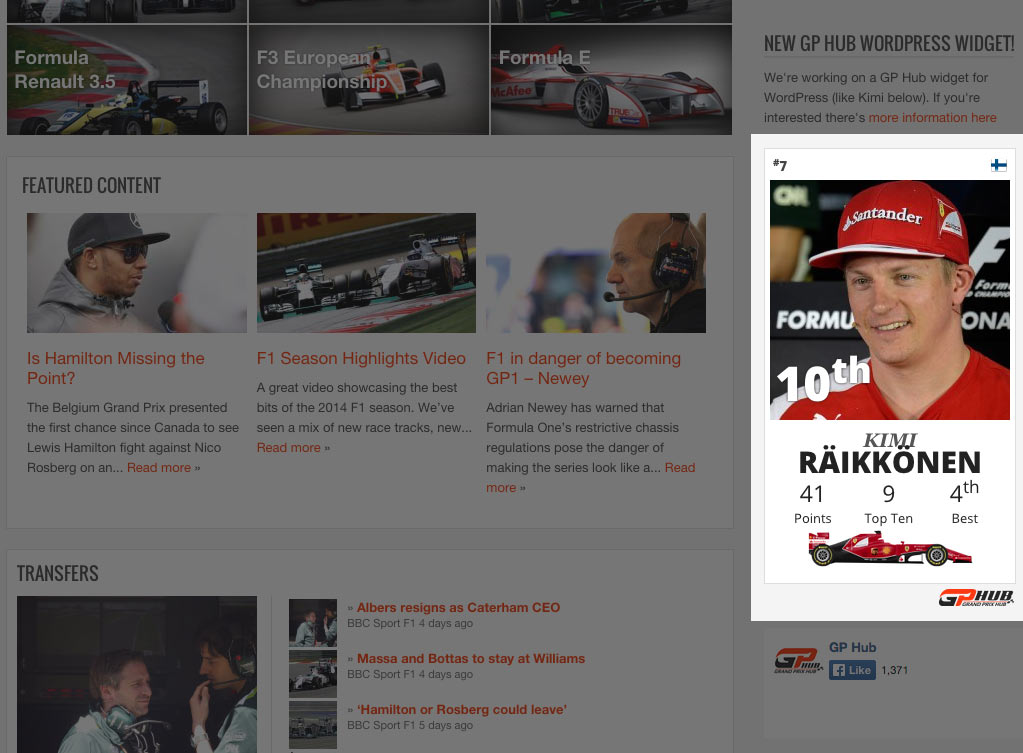 Formula
Renault 3.5
F3 European
Championship
Formula E
McAfee
NEW GP HUB WORDPRESS WIDGET!
We're working on a GP Hub widget for
WordPress (like Kimi below). If you're
interested there's more information here
FEATURED CONTENT
Is Hamilton Missing the
Point?
The Belgium Grand Prix presented
the first chance since Canada to see
Lewis Hamilton fight against Nico
Rosberg on an... Read more »
F1 Season Highlights Video
A great video showcasing the best
bits of the 2014 F1 season. We've
seen a mix of new race tracks, new...
Read more »
F1 in danger of becoming
GP1 – Newey
Adrian Newey has warned that
Formula One's restrictive chassis
regulations pose the danger of
making the series look like a... Read
more »
TRANSFERS
» Albers resigns as Caterham CEO
BBC Sport F1 4 days ago
» Massa and Bottas to stay at Williams
BBC Sport F1 4 days ago
» ‘Hamilton or Rosberg could leave’
BBC Sport F1 5 days ago
#7
Santander
FORMU
ONA
10th
KIMI
RÄIKKÖNEN
41
Points
9
Top Ten
4th
Best
GPHUB
GRAND PRIX HUB
GPHUB
GRAND PRIX HUB
GP Hub
Like 1,371